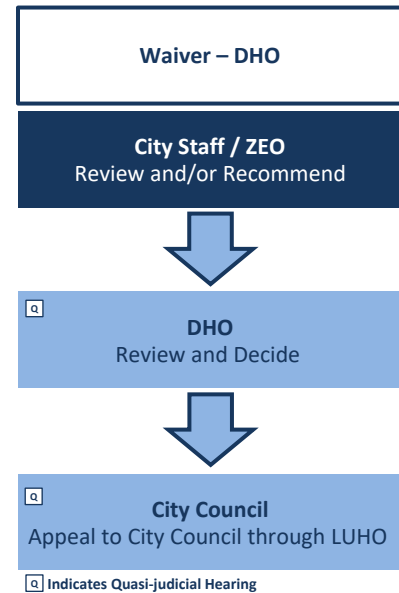 Waiver – DHO
City Staff / ZEO
Review and/or Recommend
Q
DHO
Review and Decide
Q
City Council
Appeal to City Council through LUHO
Q Indicates Quasi-judicial Hearing